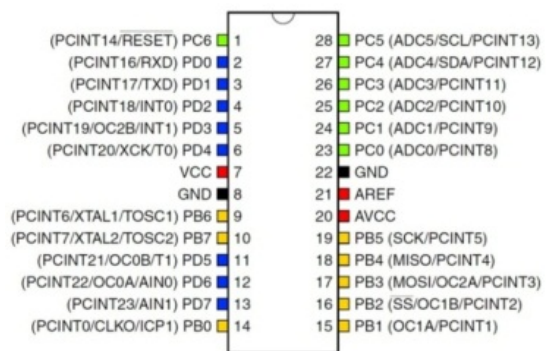 (PCINT14/RESET) PC6 1 28 PC5 (ADC5/SCL/PCINT13)
(PCINT16/RXD) PD0 2 27 PC4 (ADC4/SDA/PCINT12)
(PCINT17/TXD) PD1 3 26 PC3 (ADC3/PCINT11)
(PCINT18/INT0) PD2 4 25 PC2 (ADC2/PCINT10)
(PCINT19/OC2B/INT1) PD3 5 24 PC1 (ADC1/PCINT9)
(PCINT20/XCK/T0) PD4 6 23 PC0 (ADC0/PCINT8)
VCC 7 22 GND
GND 8 21 AREF
(PCINT6/XTAL1/TOSC1) PB6 9 20 AVCC
(PCINT7/XTAL2/TOSC2) PB7 10 19 PB5 (SCK/PCINT5)
(PCINT21/OC0B/T1) PD5 11 18 PB4 (MISO/PCINT4)
(PCINT22/OC0A/AIN0) PD6 12 17 PB3 (MOSI/OC2A/PCINT3)
(PCINT23/AIN1) PD7 13 16 PB2 (SS/OC1B/PCINT2)
(PCINT0/CLKO/ICP1) PB0 14 15 PB1 (OC1A/PCINT1)